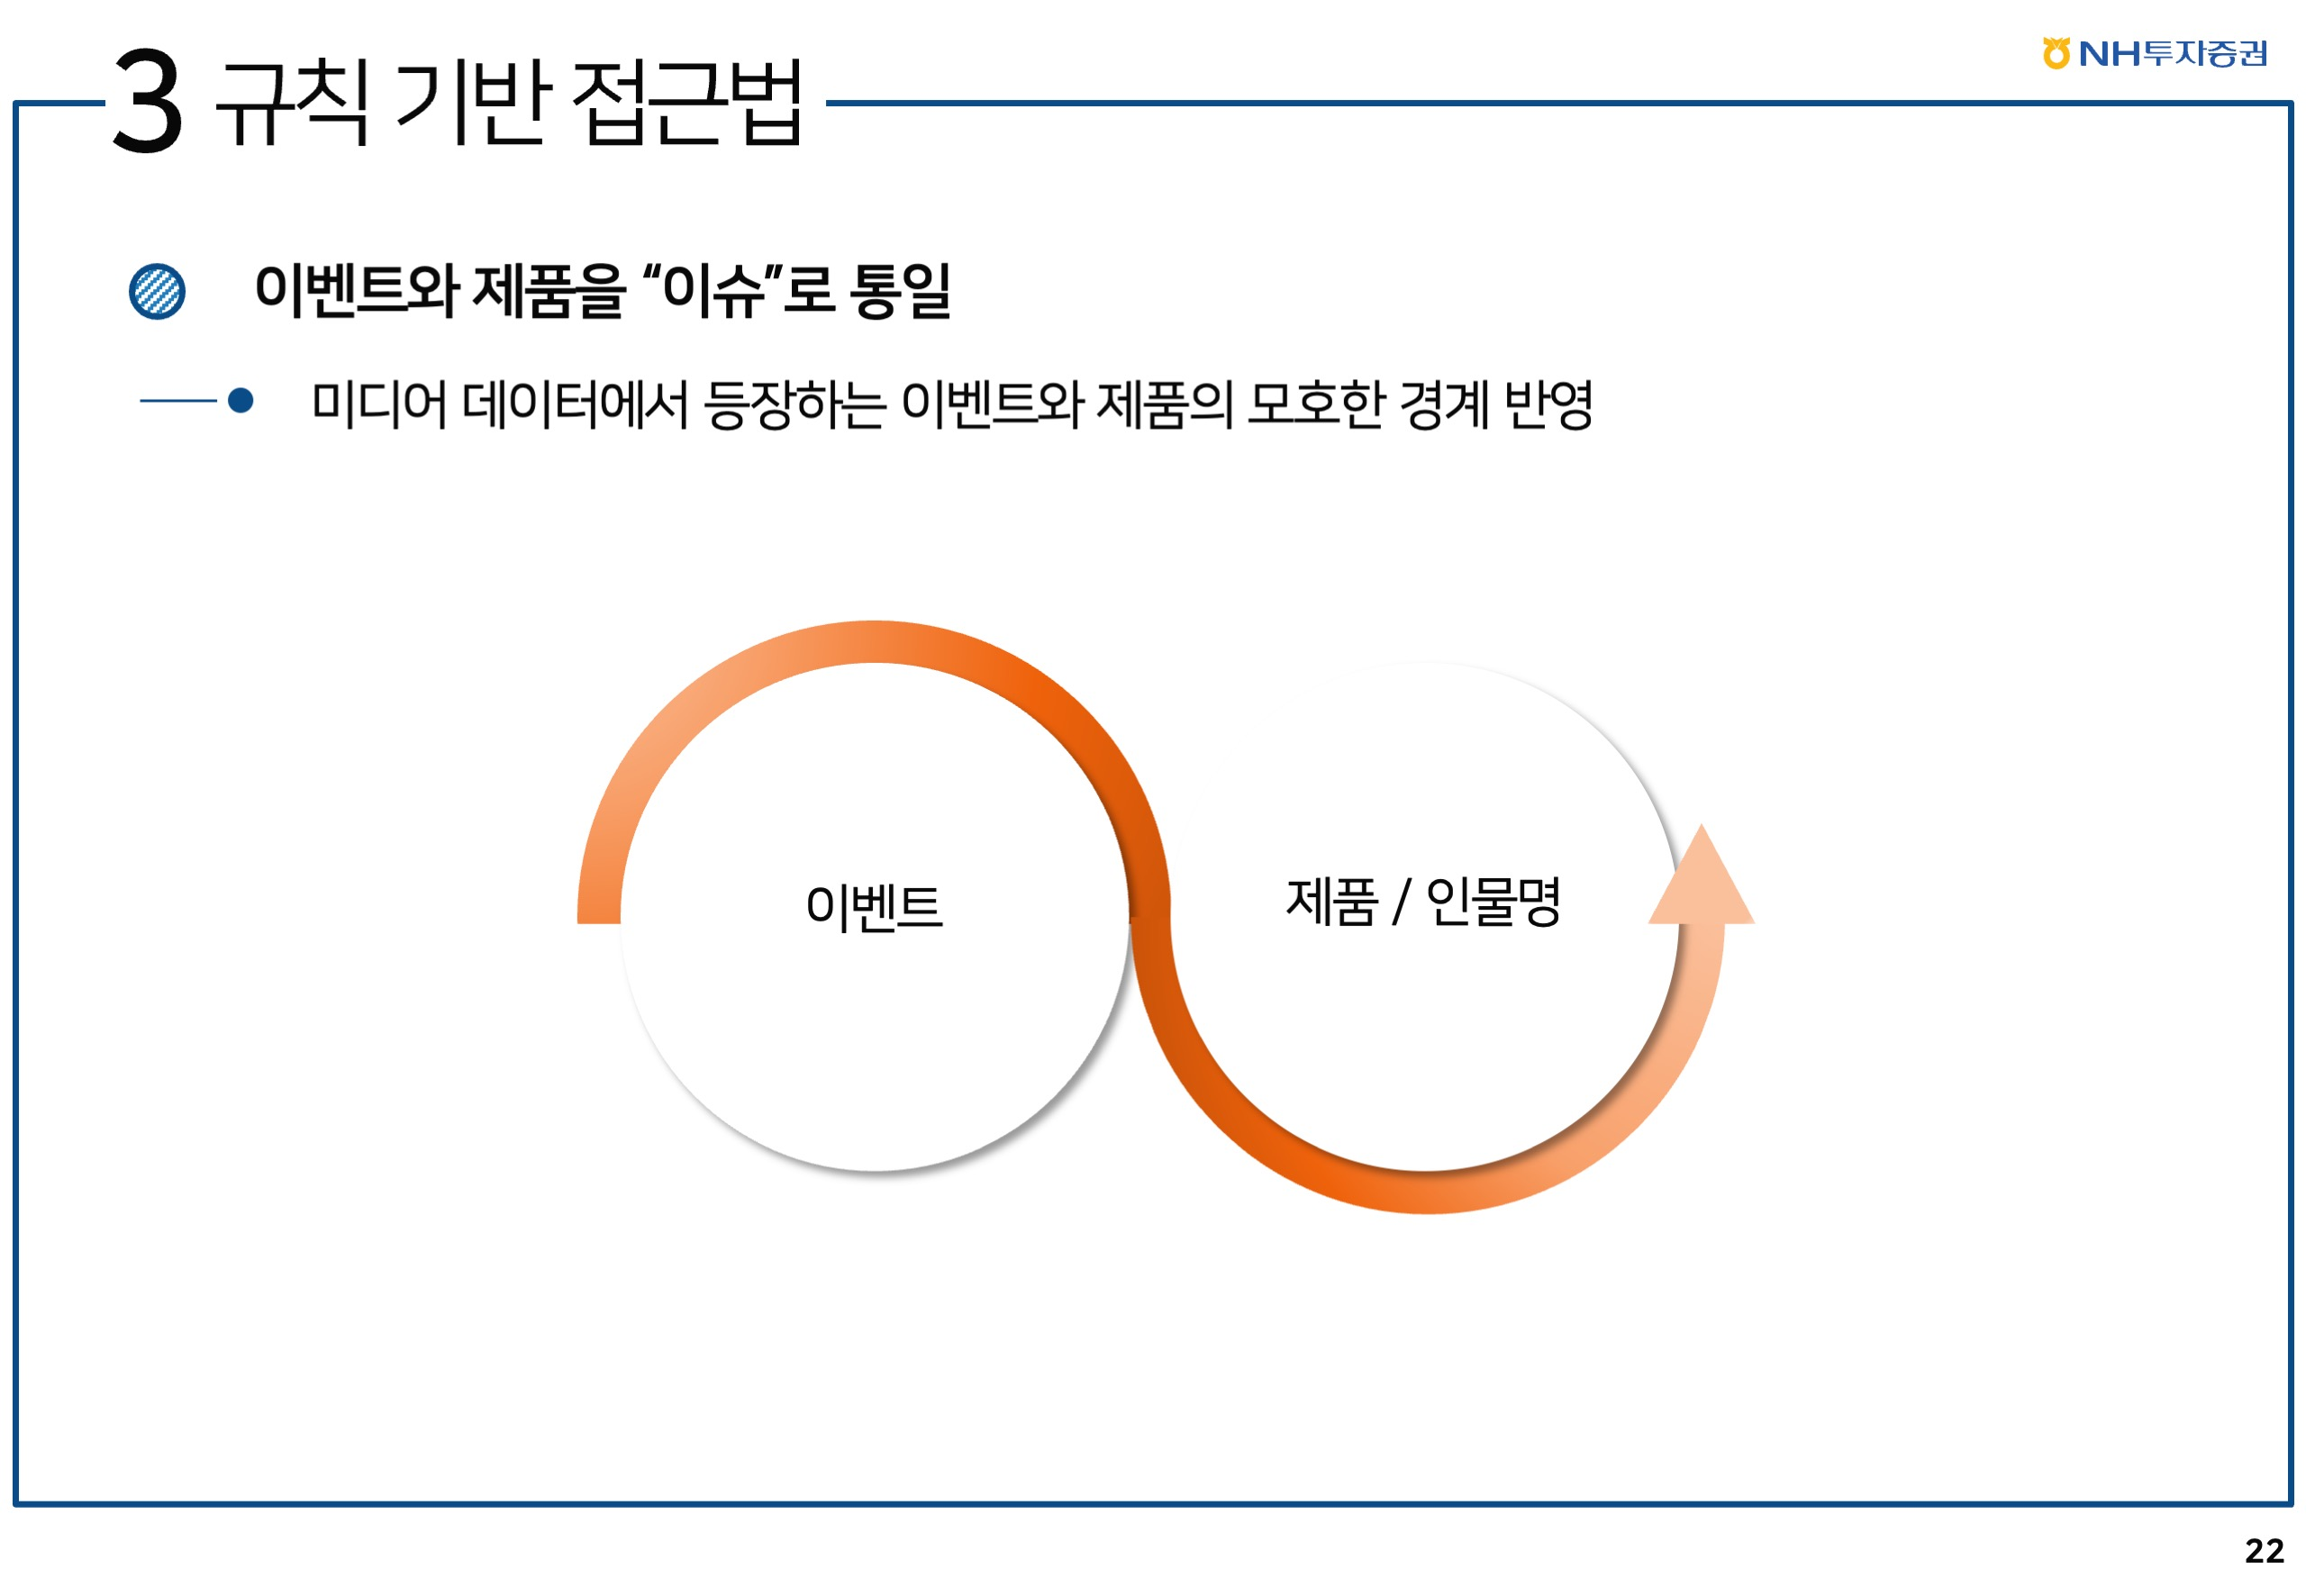 3 규칙 기반 접근법
NH투자증권
이벤트와 제품을 “이슈”로 통일
미디어 데이터에서 등장하는 이벤트와 제품의 모호한 경계 반영
이벤트
제품 / 인물명
22